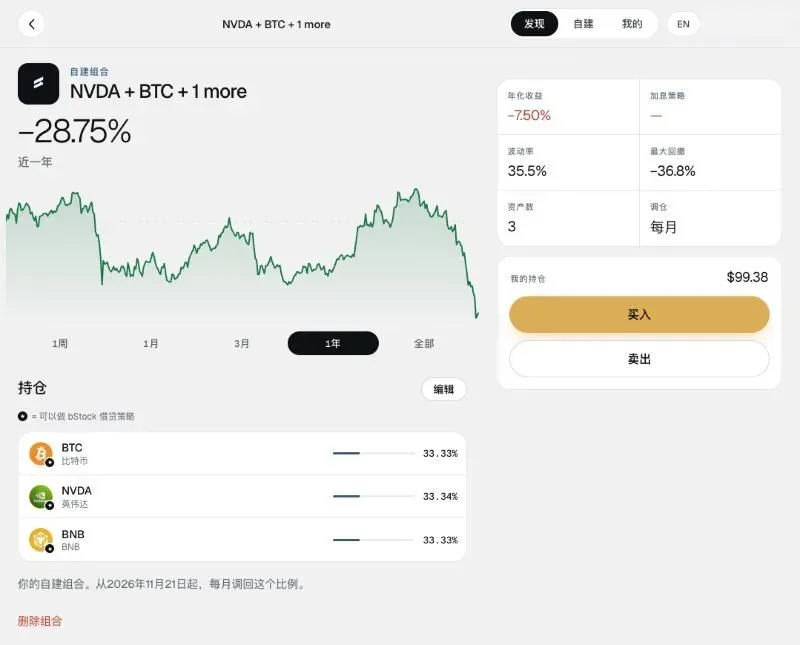 NVDA + BTC + 1 more
发现
自建
我的
EN
自建组合
NVDA + BTC + 1 more
-28.75%
近一年
1周
1月
3月
1年
全部
年化收益
-7.50%
加息策略
—
波动率
35.5%
最大回撤
-36.8%
资产数
3
调仓
每月
我的持仓
$99.38
买入
卖出
持仓
编辑
= 可以做 bStock 借贷策略
BTC
比特币
33.33%
NVDA
英伟达
33.34%
BNB
BNB
33.33%
你的自建组合。从2026年11月21日起，每月调回这个比例。
删除组合